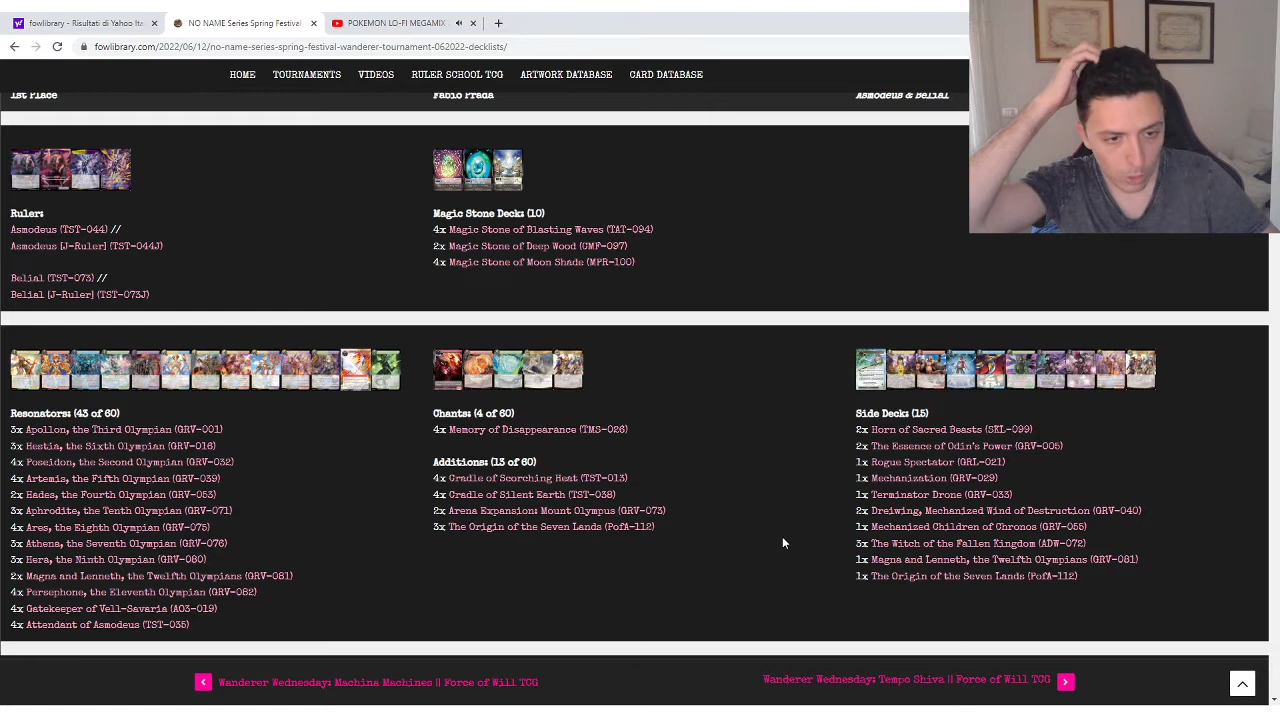 fowlibrary - Risultati di Yahoo Ita
NO NAME Series Spring Festival
POKEMON LO-FI MEGAMIX
fowlibrary.com/2022/06/12/no-name-series-spring-festival-wanderer-tournament-062022-decklists/
HOME TOURNAMENTS VIDEOS RULER SCHOOL TCG ARTWORK DATABASE CARD DATABASE
1st Place
Fabio Prada
Asmodeus & Belial
Ruler:
Asmodeus (TST-044) //
Asmodeus [J-Ruler] (TST-044J)
Belial (TST-073) //
Belial [J-Ruler] (TST-073J)
Magic Stone Deck: (10)
4x Magic Stone of Blasting Waves (TAT-094)
2x Magic Stone of Deep Wood (CMF-097)
4x Magic Stone of Moon Shade (MPR-100)
Resonators: (43 of 60)
3x Apollon, the Third Olympian (GRV-001)
3x Hestia, the Sixth Olympian (GRV-016)
4x Poseidon, the Second Olympian (GRV-032)
4x Artemis, the Fifth Olympian (GRV-039)
2x Hades, the Fourth Olympian (GRV-053)
3x Aphrodite, the Tenth Olympian (GRV-071)
4x Ares, the Eighth Olympian (GRV-075)
3x Athena, the Seventh Olympian (GRV-076)
3x Hera, the Ninth Olympian (GRV-080)
2x Magna and Lenneth, the Twelfth Olympians (GRV-081)
4x Persephone, the Eleventh Olympian (GRV-082)
4x Gatekeeper of Vell-Savaria (AO3-019)
4x Attendant of Asmodeus (TST-035)
Chants: (4 of 60)
4x Memory of Disappearance (TMS-026)
Additions: (13 of 60)
4x Cradle of Scorching Heat (TST-013)
4x Cradle of Silent Earth (TST-038)
2x Arena Expansion: Mount Olympus (GRV-073)
3x The Origin of the Seven Lands (PofA-112)
Side Deck: (15)
2x Horn of Sacred Beasts (SKL-099)
2x The Essence of Odin's Power (GRV-005)
1x Rogue Spectator (GRL-021)
1x Mechanization (GRV-029)
1x Terminator Drone (GRV-033)
2x Dreiwing, Mechanized Wind of Destruction (GRV-040)
1x Mechanized Children of Chronos (GRV-055)
3x The Witch of the Fallen Kingdom (ADW-072)
1x Magna and Lenneth, the Twelfth Olympians (GRV-081)
1x The Origin of the Seven Lands (PofA-112)
Wanderer Wednesday: Machina Machines || Force of Will TCG
Wanderer Wednesday: Tempo Shiva || Force of Will TCG